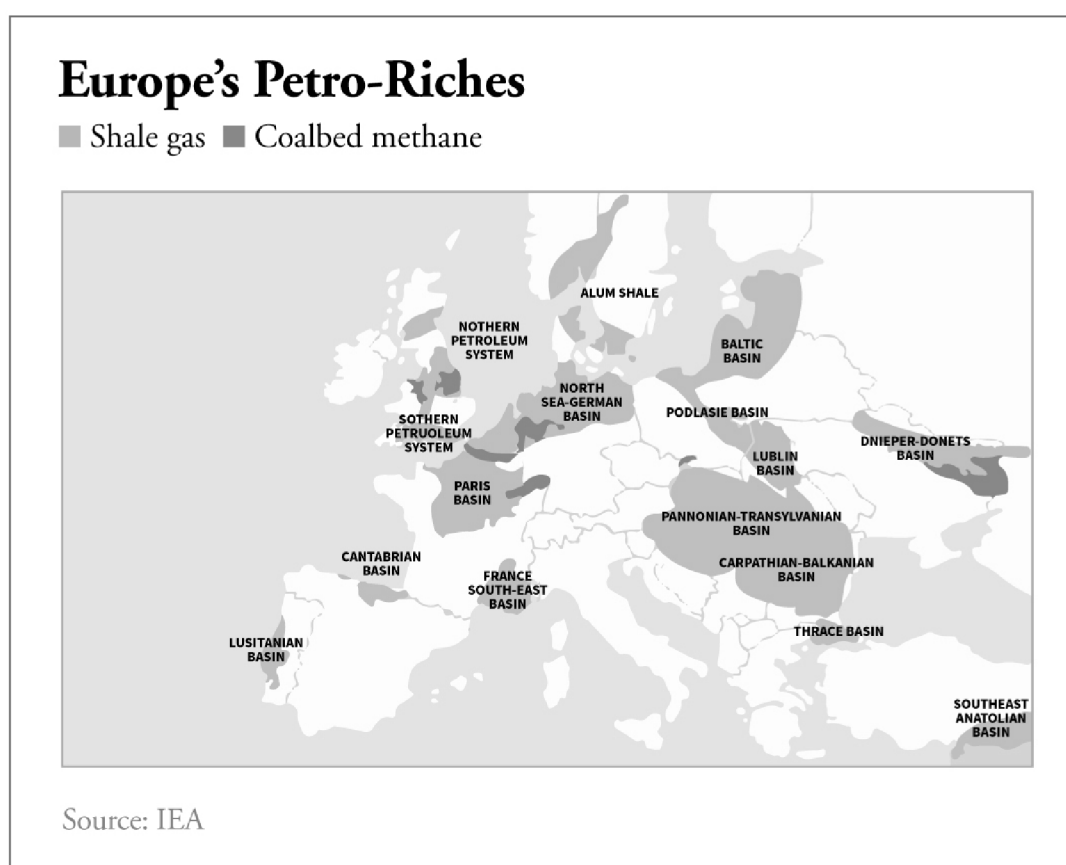 Europe's Petro-Riches
Shale gas Coalbed methane
ALUM SHALE
NOTHERN
PETROLEUM
SYSTEM
BALTIC
BASIN
NORTH
SEA-GERMAN
BASIN
PODLASIE BASIN
SOTHERN
PETRUOLEUM
SYSTEM
DNIEPER-DONETS
BASIN
LUBLIN
BASIN
PARIS
BASIN
PANNONIAN-TRANSYLVANIAN
BASIN
CANTABRIAN
BASIN
CARPATHIAN-BALKANIAN
BASIN
FRANCE
SOUTH-EAST
BASIN
THRACE BASIN
LUSITANIAN
BASIN
SOUTHEAST
ANATOLIAN
BASIN
Source: IEA